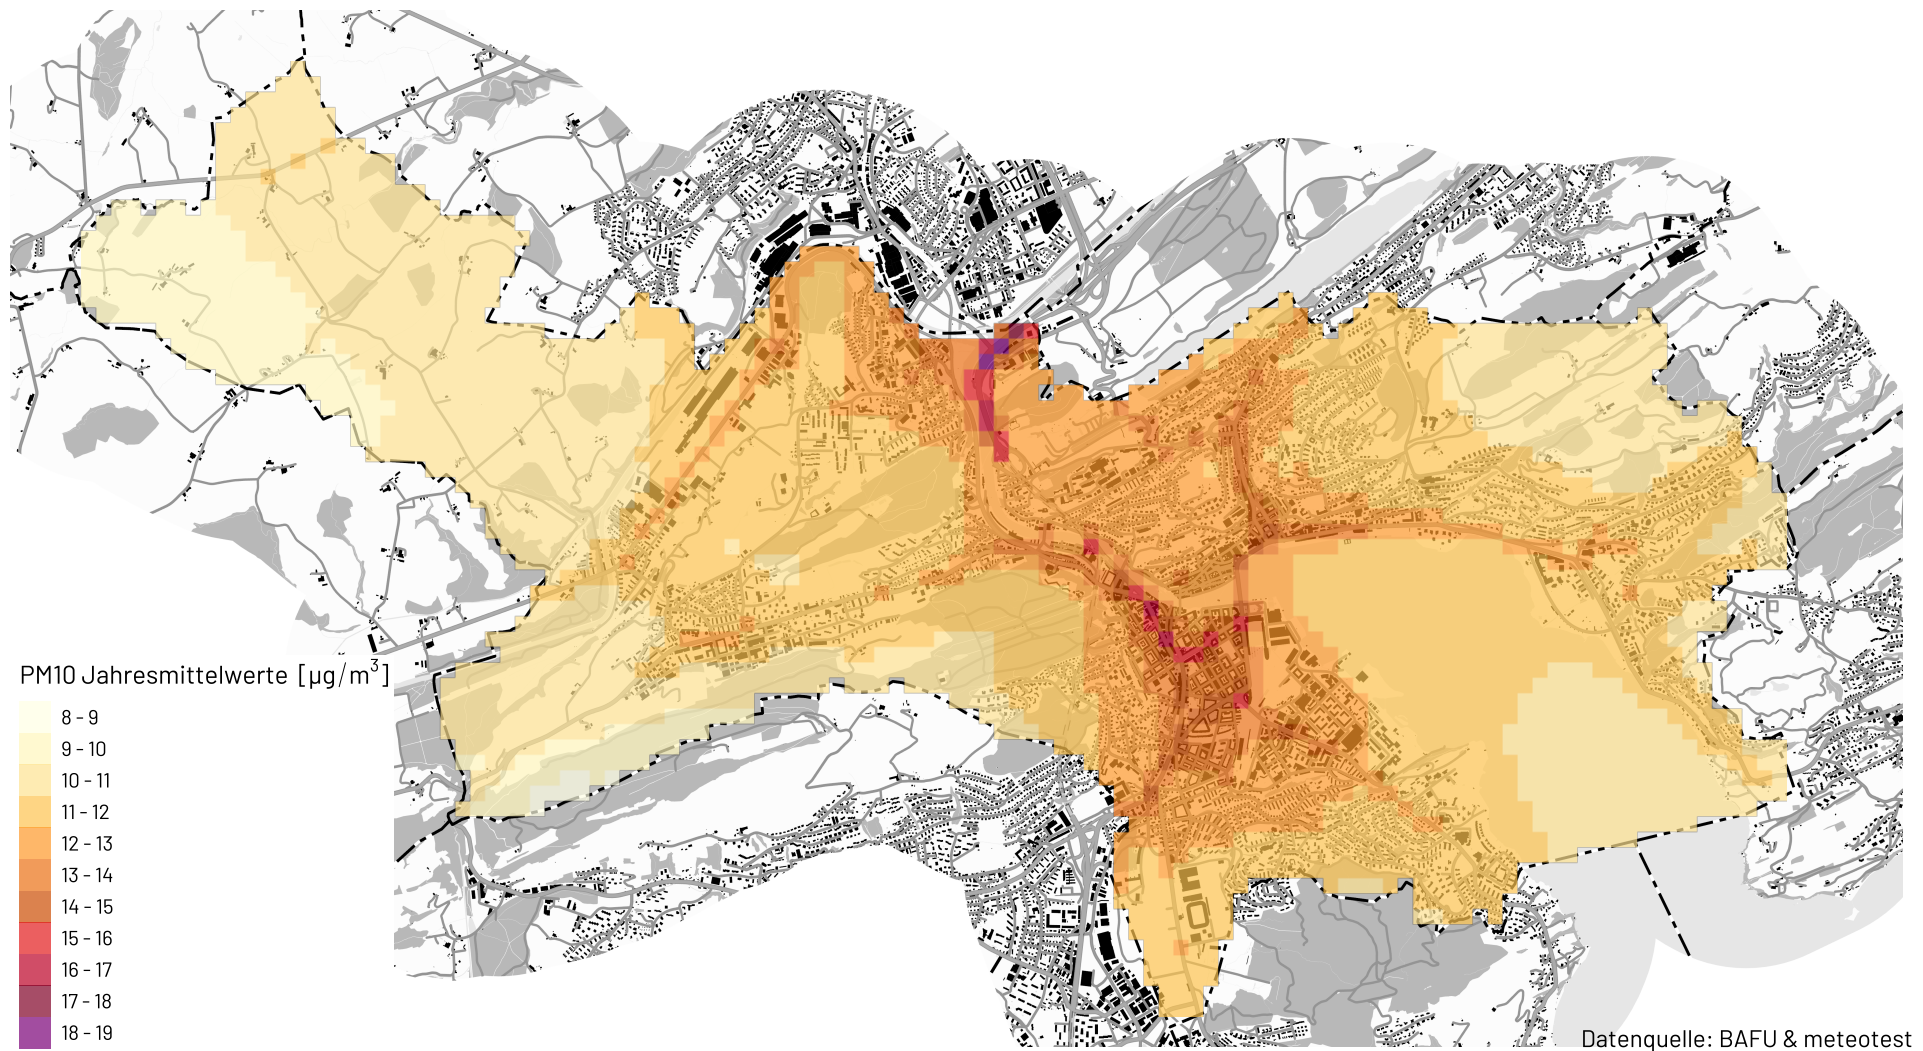 PM10 Jahresmittelwerte [µg/m³]
8 - 9
9 - 10
10 - 11
11 - 12
12 - 13
13 - 14
14 - 15
15 - 16
16 - 17
17 - 18
18 - 19
Datenquelle: BAFU & meteotest